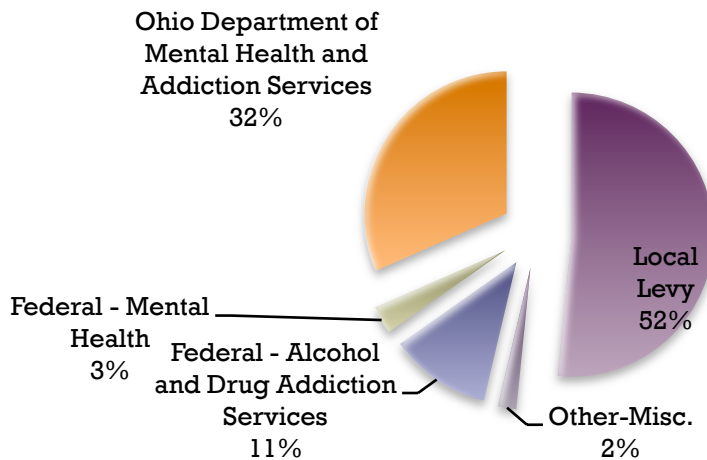 Ohio Department of
Mental Health and
Addiction Services
32%
Local
Levy
52%
Federal - Mental
Health
3%
Federal - Alcohol
and Drug Addiction
Services
11%
Other-Misc.
2%